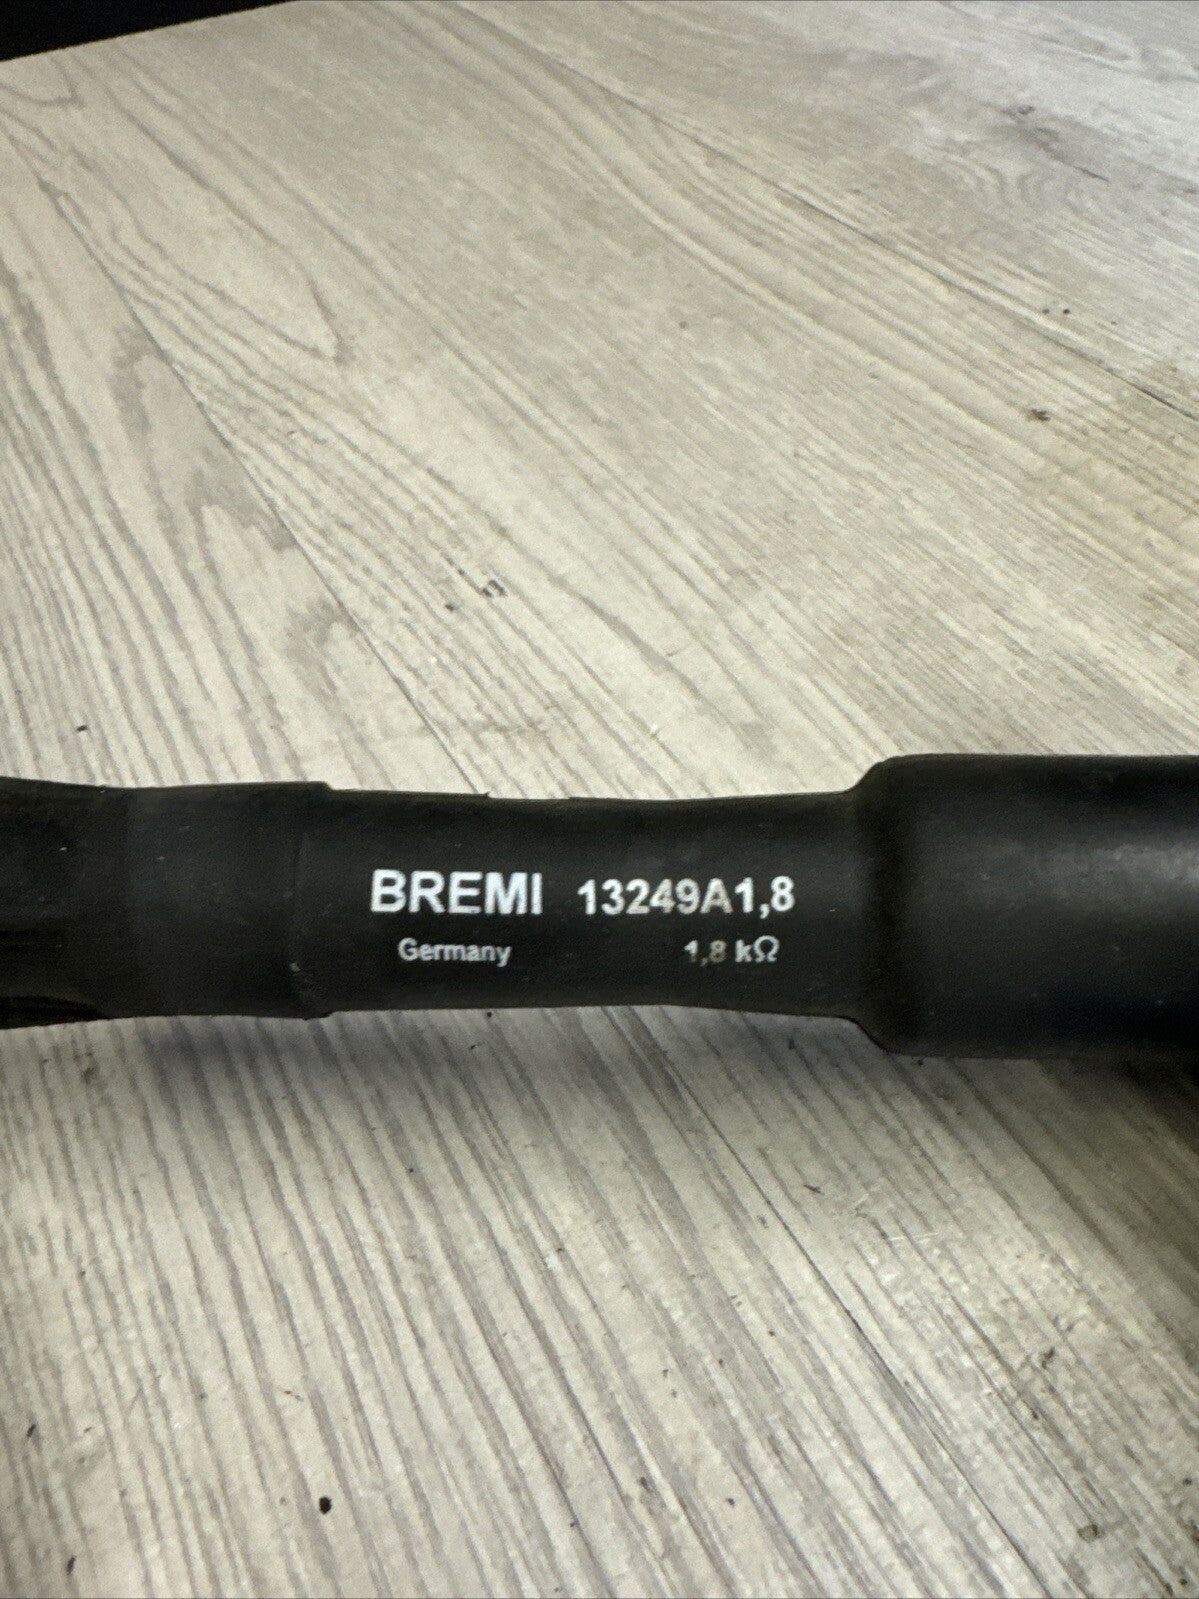 BREMI 13249A1,8
Germany 1,8 kΩ